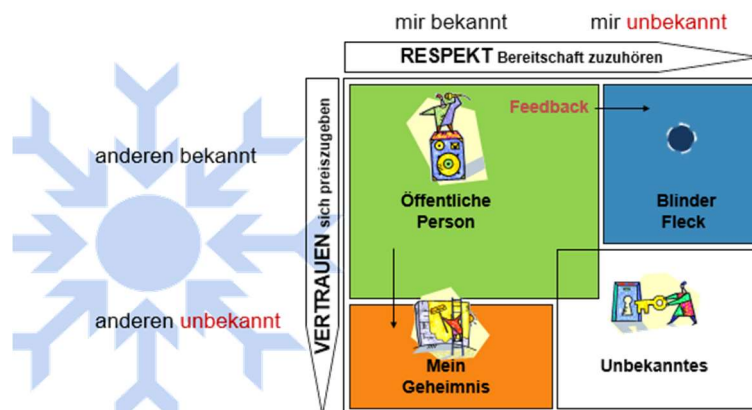 mir bekannt
mir unbekannt
RESPEKT Bereitschaft zuzuhören
VERTRAUEN sich preiszugeben
anderen bekannt
anderen unbekannt
Feedback
Öffentliche
Person
Blinder
Fleck
Mein
Geheimnis
Unbekanntes